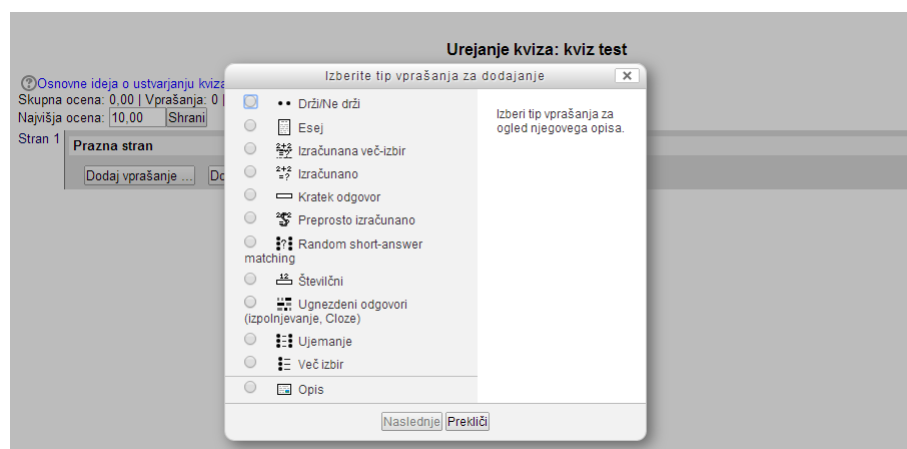 Urejanje kviza: kviz test
Osnovne ideja o ustvarjanju kviza
Skupna ocena: 0,00 | Vprašanja: 0 |
Najvišja ocena: 10,00 Shrani
Stran 1
Prazna stran
Dodaj vprašanje ...
Izberite tip vprašanja za dodajanje
Drži/Ne drži
Esej
Izračunana več-izbir
Izračunano
Kratek odgovor
Preprosto izračunano
Random short-answer
matching
Številčni
Ugnezdeni odgovori
(izpolnjevanje, Cloze)
Ujemanje
Več izbir
Opis
Izberi tip vprašanja za
ogled njegovega opisa.
Naslednje Prekliči